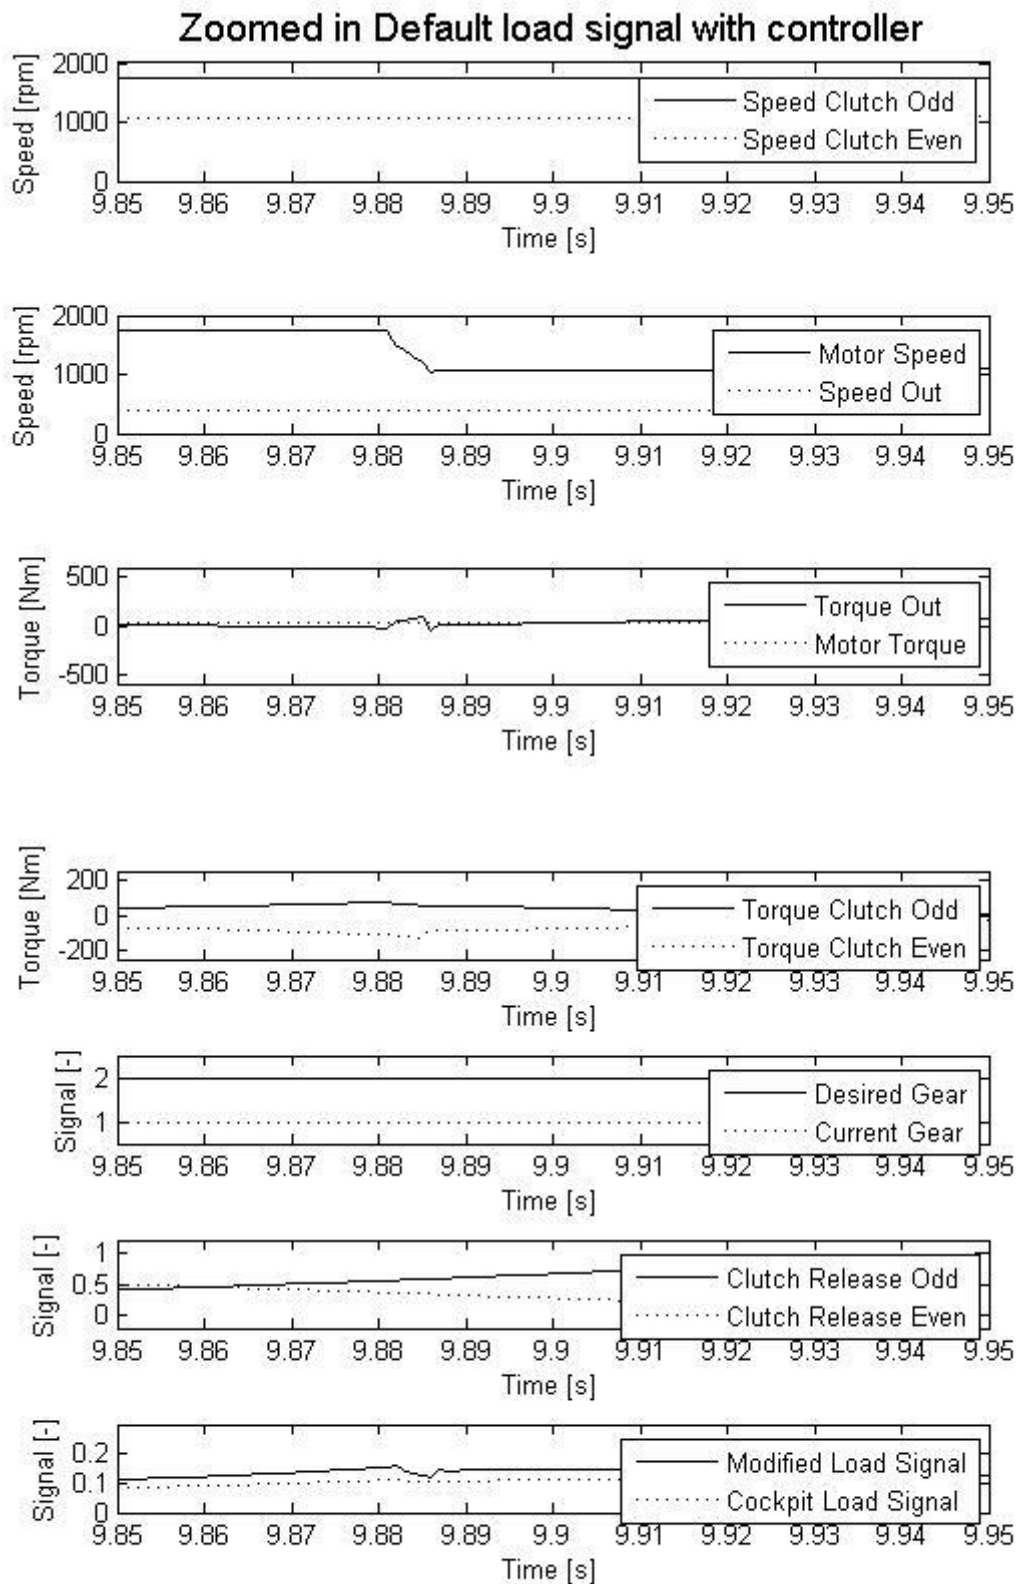 Zoomed in Default load signal with controller
Speed [rpm]
2000
1000
0
Speed Clutch Odd
Speed Clutch Even
9.85 9.86 9.87 9.88 9.89 9.9 9.91 9.92 9.93 9.94 9.95
Time [s]
Speed [rpm]
2000
1000
0
Motor Speed
Speed Out
9.85 9.86 9.87 9.88 9.89 9.9 9.91 9.92 9.93 9.94 9.95
Time [s]
Torque [Nm]
500
0
-500
Torque Out
Motor Torque
9.85 9.86 9.87 9.88 9.89 9.9 9.91 9.92 9.93 9.94 9.95
Time [s]
Torque [Nm]
200
0
-200
Torque Clutch Odd
Torque Clutch Even
9.85 9.86 9.87 9.88 9.89 9.9 9.91 9.92 9.93 9.94 9.95
Time [s]
Signal [-]
2
1
Desired Gear
Current Gear
9.85 9.86 9.87 9.88 9.89 9.9 9.91 9.92 9.93 9.94 9.95
Time [s]
Signal [-]
1
0.5
0
Clutch Release Odd
Clutch Release Even
9.85 9.86 9.87 9.88 9.89 9.9 9.91 9.92 9.93 9.94 9.95
Time [s]
Signal [-]
0.2
0.1
0
Modified Load Signal
Cockpit Load Signal
9.85 9.86 9.87 9.88 9.89 9.9 9.91 9.92 9.93 9.94 9.95
Time [s]